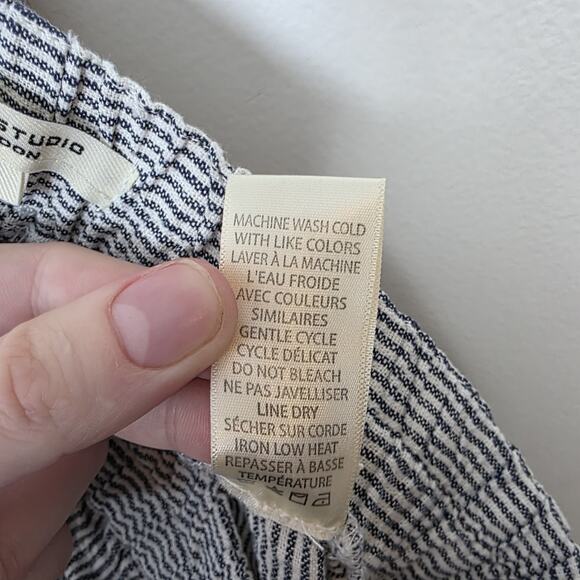 STUDIO
MACHINE WASH COLD
WITH LIKE COLORS
LAVER À LA MACHINE
L'EAU FROIDE
AVEC COULEURS
SIMILAIRES
GENTLE CYCLE
CYCLE DÉLICAT
DO NOT BLEACH
NE PAS JAVELLISER
LINE DRY
SÉCHER SUR CORDE
IRON LOW HEAT
REPASSER À BASSE
TEMPÉRATURE